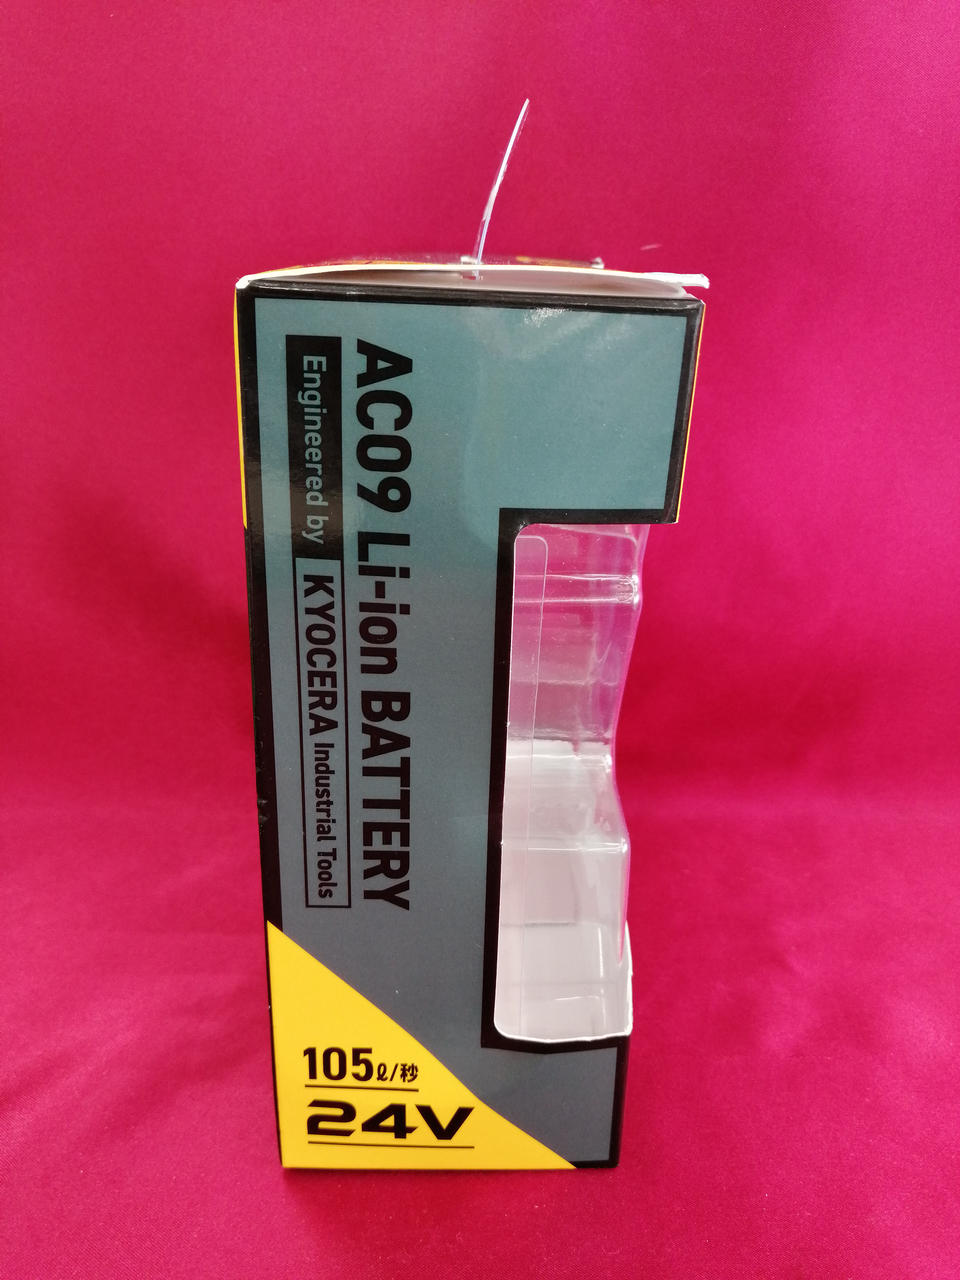 AC09 Li-ion BATTERY
Engineered by KYOCERA Industrial Tools
105ℓ/秒
24V